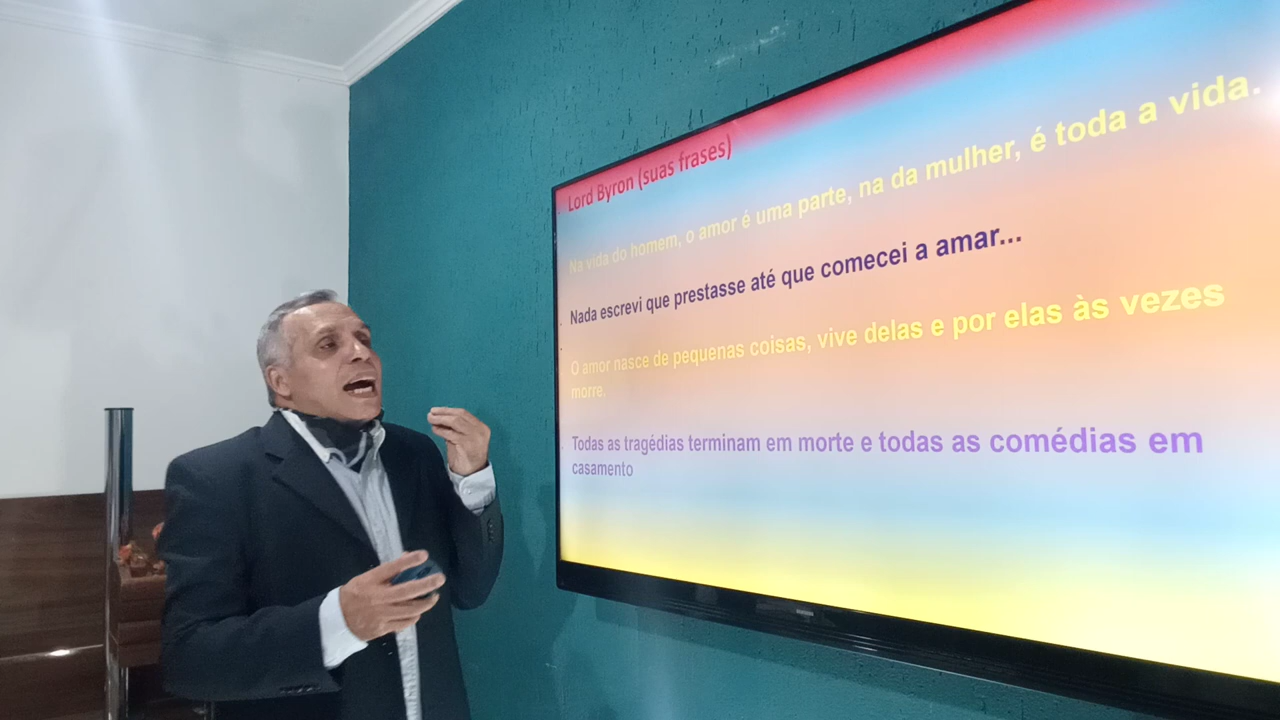 Lord Byron (suas frases)
Na vida do homem, o amor é uma parte, na da mulher, é toda a vida.
Nada escrevi que prestasse até que comecei a amar...
O amor nasce de pequenas coisas, vive delas e por elas às vezes
morre.
Todas as tragédias terminam em morte e todas as comédias em
casamento